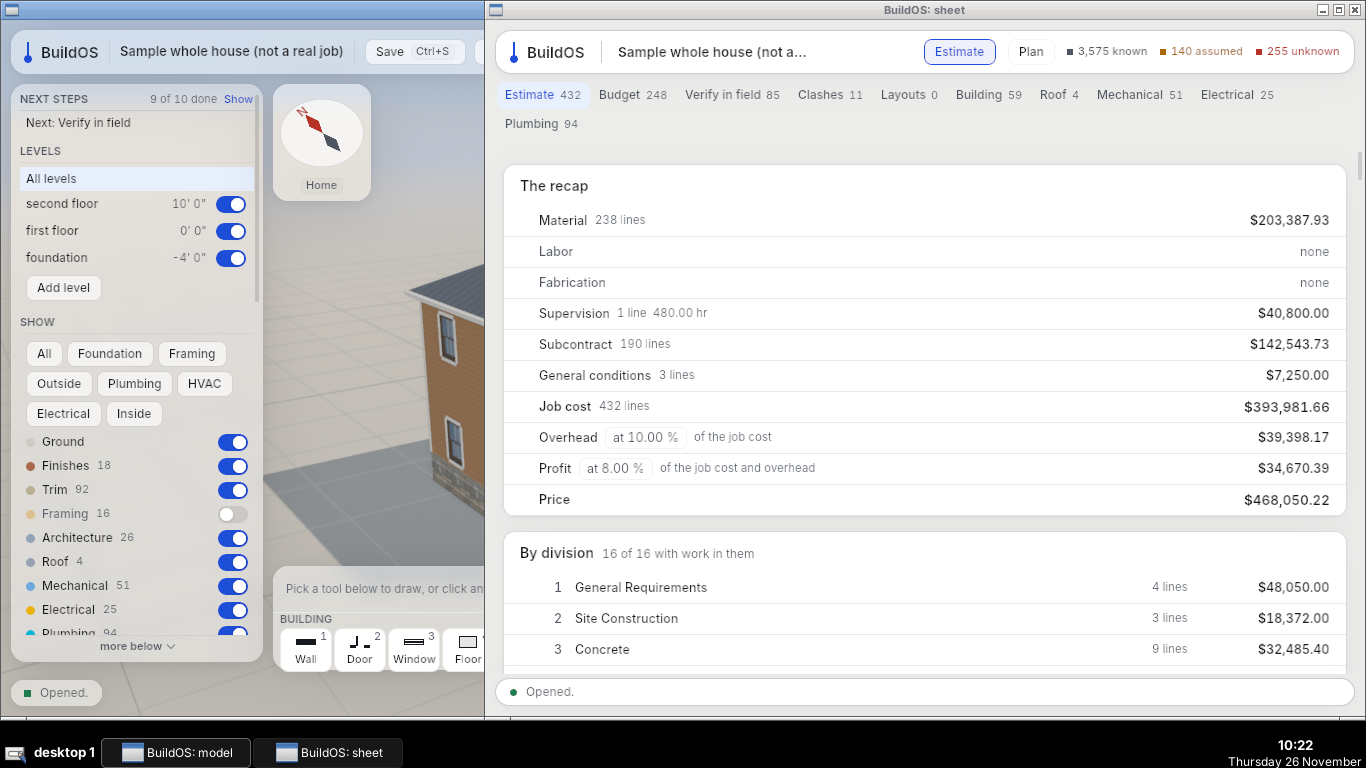 BuildOS: sheet
BuildOS
Sample whole house (not a real job)
Save Ctrl+S
NEXT STEPS 9 of 10 done Show
Next: Verify in field
LEVELS
All levels
second floor 10' 0"
first floor 0' 0"
foundation -4' 0"
Add level
SHOW
All Foundation Framing
Outside Plumbing HVAC
Electrical Inside
Ground
Finishes 18
Trim 92
Framing 16
Architecture 26
Roof 4
Mechanical 51
Electrical 25
Plumbing 94
more below
Opened.
N
Home
Pick a tool below to draw, or click an
BUILDING
1 2 3
Wall Door Window Floor
BuildOS
Sample whole house (not a...
Estimate Plan 3,575 known 140 assumed 255 unknown
Estimate 432 Budget 248 Verify in field 85 Clashes 11 Layouts 0 Building 59 Roof 4 Mechanical 51 Electrical 25
Plumbing 94
The recap
Material 238 lines $203,387.93
Labor none
Fabrication none
Supervision 1 line 480.00 hr $40,800.00
Subcontract 190 lines $142,543.73
General conditions 3 lines $7,250.00
Job cost 432 lines $393,981.66
Overhead at 10.00 % of the job cost $39,398.17
Profit at 8.00 % of the job cost and overhead $34,670.39
Price $468,050.22
By division 16 of 16 with work in them
1 General Requirements 4 lines $48,050.00
2 Site Construction 3 lines $18,372.00
3 Concrete 9 lines $32,485.40
Opened.
desktop 1 BuildOS: model BuildOS: sheet
10:22
Thursday 26 November